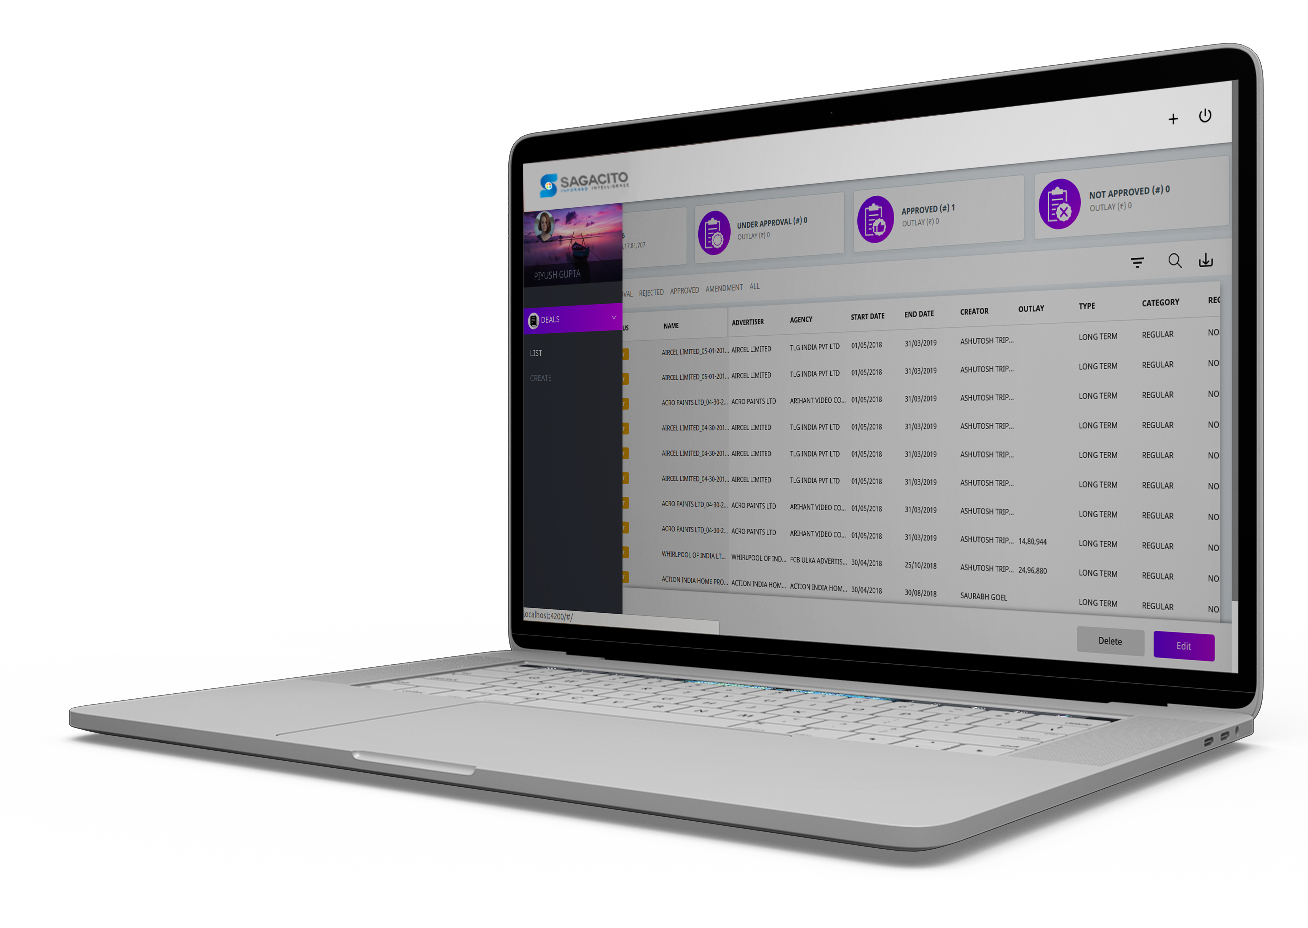 SAGACITO
INFORMED INTELLIGENCE
PIYUSH GUPTA
DEALS
LIST
CREATE
localhost:4200/#/
17,81,707
UNDER APPROVAL (#) 0
OUTLAY (₹) 0
APPROVED (#) 1
OUTLAY (₹) 0
NOT APPROVED (#) 0
OUTLAY (₹) 0
VAL REJECTED APPROVED AMENDMENT ALL
US NAME ADVERTISER AGENCY START DATE END DATE CREATOR OUTLAY TYPE CATEGORY REC
AIRCEL LIMITED_05-01-201... AIRCEL LIMITED TLG INDIA PVT LTD 01/05/2018 31/03/2019 ASHUTOSH TRIP... LONG TERM REGULAR NO
AIRCEL LIMITED_05-01-201... AIRCEL LIMITED TLG INDIA PVT LTD 01/05/2018 31/03/2019 ASHUTOSH TRIP... LONG TERM REGULAR NO
ACRO PAINTS LTD_04-30-2... ACRO PAINTS LTD ARIHANT VIDEO CO... 01/05/2018 31/03/2019 ASHUTOSH TRIP... LONG TERM REGULAR NO
AIRCEL LIMITED_04-30-201... AIRCEL LIMITED TLG INDIA PVT LTD 01/05/2018 31/03/2019 ASHUTOSH TRIP... LONG TERM REGULAR NO
AIRCEL LIMITED_04-30-201... AIRCEL LIMITED TLG INDIA PVT LTD 01/05/2018 31/03/2019 ASHUTOSH TRIP... LONG TERM REGULAR NO
AIRCEL LIMITED_04-30-201... AIRCEL LIMITED TLG INDIA PVT LTD 01/05/2018 31/03/2019 ASHUTOSH TRIP... LONG TERM REGULAR NO
ACRO PAINTS LTD_04-30-2... ACRO PAINTS LTD ARIHANT VIDEO CO... 01/05/2018 31/03/2019 ASHUTOSH TRIP... LONG TERM REGULAR NO
ACRO PAINTS LTD_04-30-2... ACRO PAINTS LTD ARIHANT VIDEO CO... 01/05/2018 31/03/2019 ASHUTOSH TRIP... 14,80,944 LONG TERM REGULAR NO
WHIRLPOOL OF INDIA LT... WHIRLPOOL OF IND... FCB ULKA ADVERTIS... 30/04/2018 25/10/2018 ASHUTOSH TRIP... 24,96,880 LONG TERM REGULAR NO
ACTION INDIA HOME PRO... ACTION INDIA HOM... ACTION INDIA HOM... 30/04/2018 30/08/2018 SAURABH GOEL LONG TERM REGULAR NO
Delete
Edit